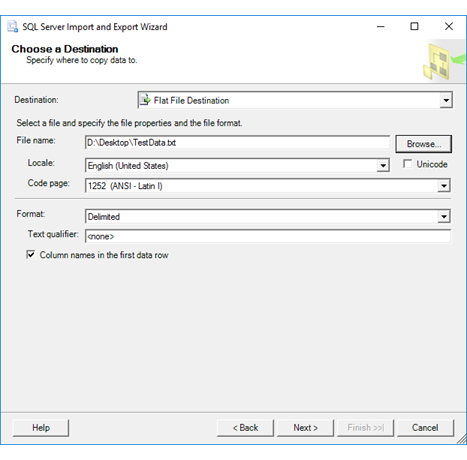 SQL Server Import and Export Wizard
Choose a Destination
Specify where to copy data to.
Destination: Flat File Destination
Select a file and specify the file properties and the file format.
File name: D:\Desktop\TestData.txt Browse...
Locale: English (United States) Unicode
Code page: 1252 (ANSI - Latin I)
Format: Delimited
Text qualifier: <none>
Column names in the first data row
Help < Back Next > Finish >>| Cancel